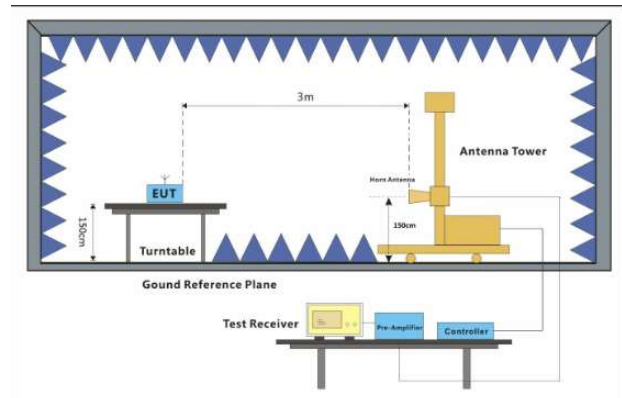 3m
Antenna Tower
Horn Antenna
EUT
150cm
150cm
Turntable
Gound Reference Plane
Test Receiver
Pre-Amplifier
Controller